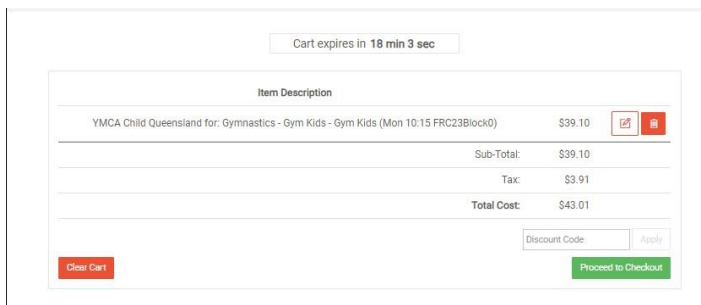 Cart expires in 18 min 3 sec
Item Description
YMCA Child Queensland for: Gymnastics - Gym Kids - Gym Kids (Mon 10:15 FRC23Block0) $39.10
Sub-Total: $39.10
Tax: $3.91
Total Cost: $43.01
Discount Code Apply
Clear Cart Proceed to Checkout